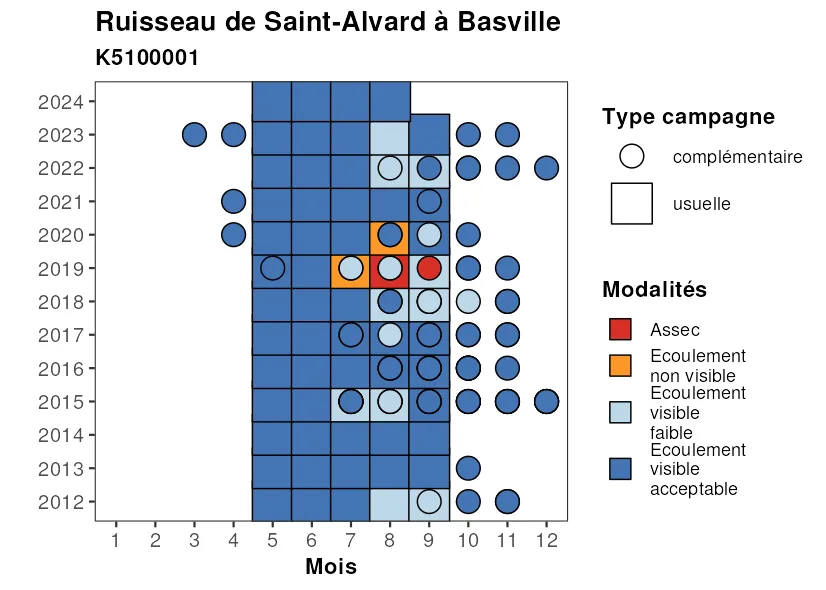 Ruisseau de Saint-Alvard à Basville
K5100001
2024
2023
2022
2021
2020
2019
2018
2017
2016
2015
2014
2013
2012
1 2 3 4 5 6 7 8 9 10 11 12
Mois
Type campagne
complémentaire
usuelle
Modalités
Assec
Ecoulement
non visible
Ecoulement
visible
faible
Ecoulement
visible
acceptable